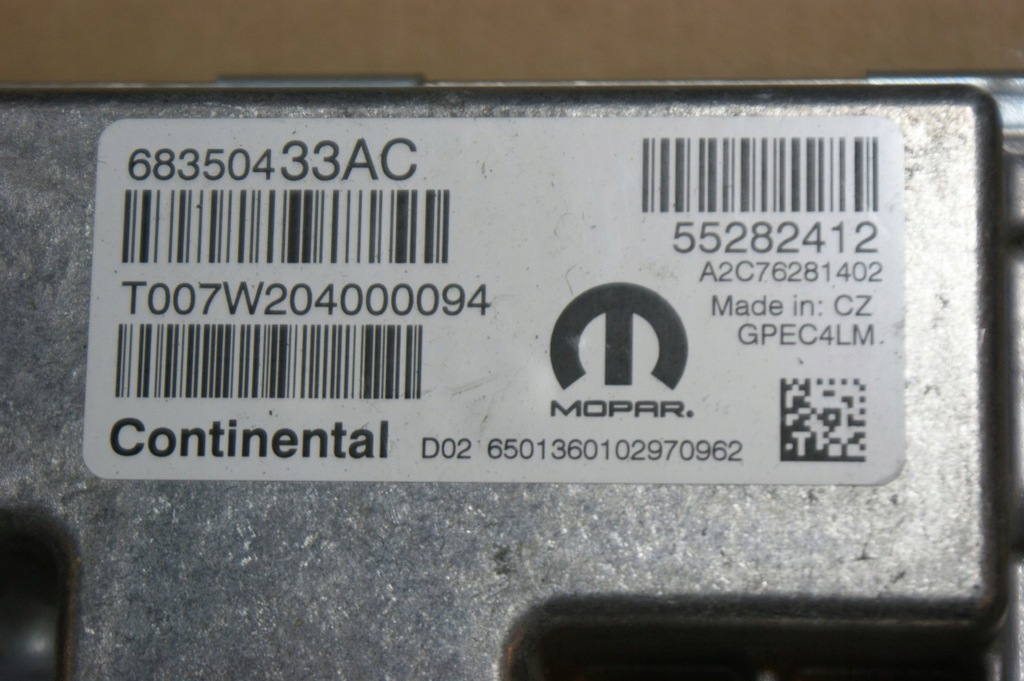 68350433AC
T007W204000094
Continental
D02 6501360102970962
55282412
A2C76281402
Made in: CZ
GPEC4LM
MOPAR.